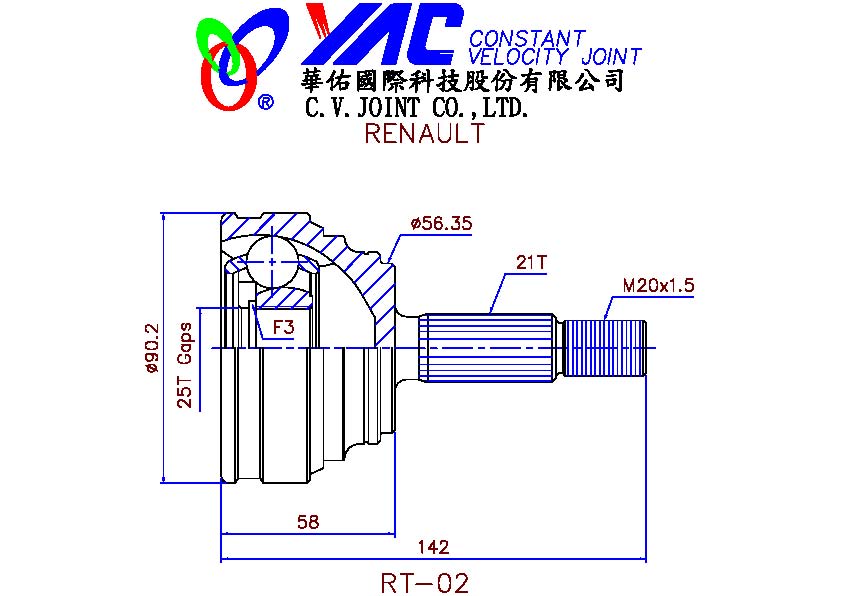 YAC CONSTANT
VELOCITY JOINT
®
華佑國際科技股份有限公司
C.V.JOINT CO.,LTD.
RENAULT
ø56.35
21T
M20x1.5
F3
ø90.2
25T Gaps
58
142
RT-02